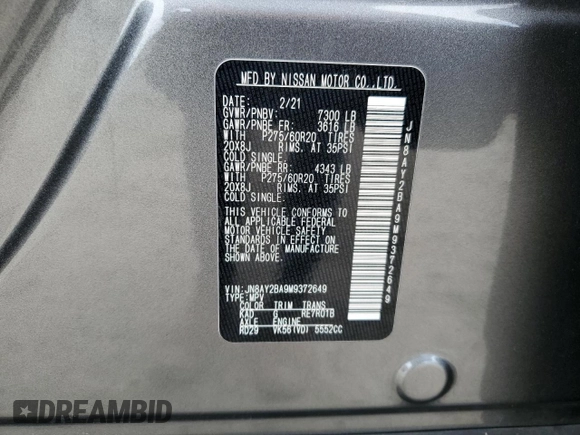 MFD BY NISSAN MOTOR CO.,LTD.
DATE: 2/21
GVWR/PNBV: 7300 LB
GAWR/PNBE FR: 3616 LB
WITH P275/60R20 TIRES
20X8J RIMS. AT 35PSI
COLD SINGLE
GAWR/PNBE RR: 4343 LB
WITH P275/60R20 TIRES
20X8J RIMS. AT 35PSI
COLD SINGLE.
THIS VEHICLE CONFORMS TO
ALL APPLICABLE FEDERAL
MOTOR VEHICLE SAFETY
STANDARDS IN EFFECT ON
THE DATE OF MANUFACTURE
SHOWN ABOVE.
VIN:JN8AY2BA9M9372649
TYPE:MPV
COLOR TRIM TRANS
KAD G RE7R01B
AXLE ENGINE
RD29 VK56(VD) 5552CC
JN8AY2BA9M9372649
DREAMBID